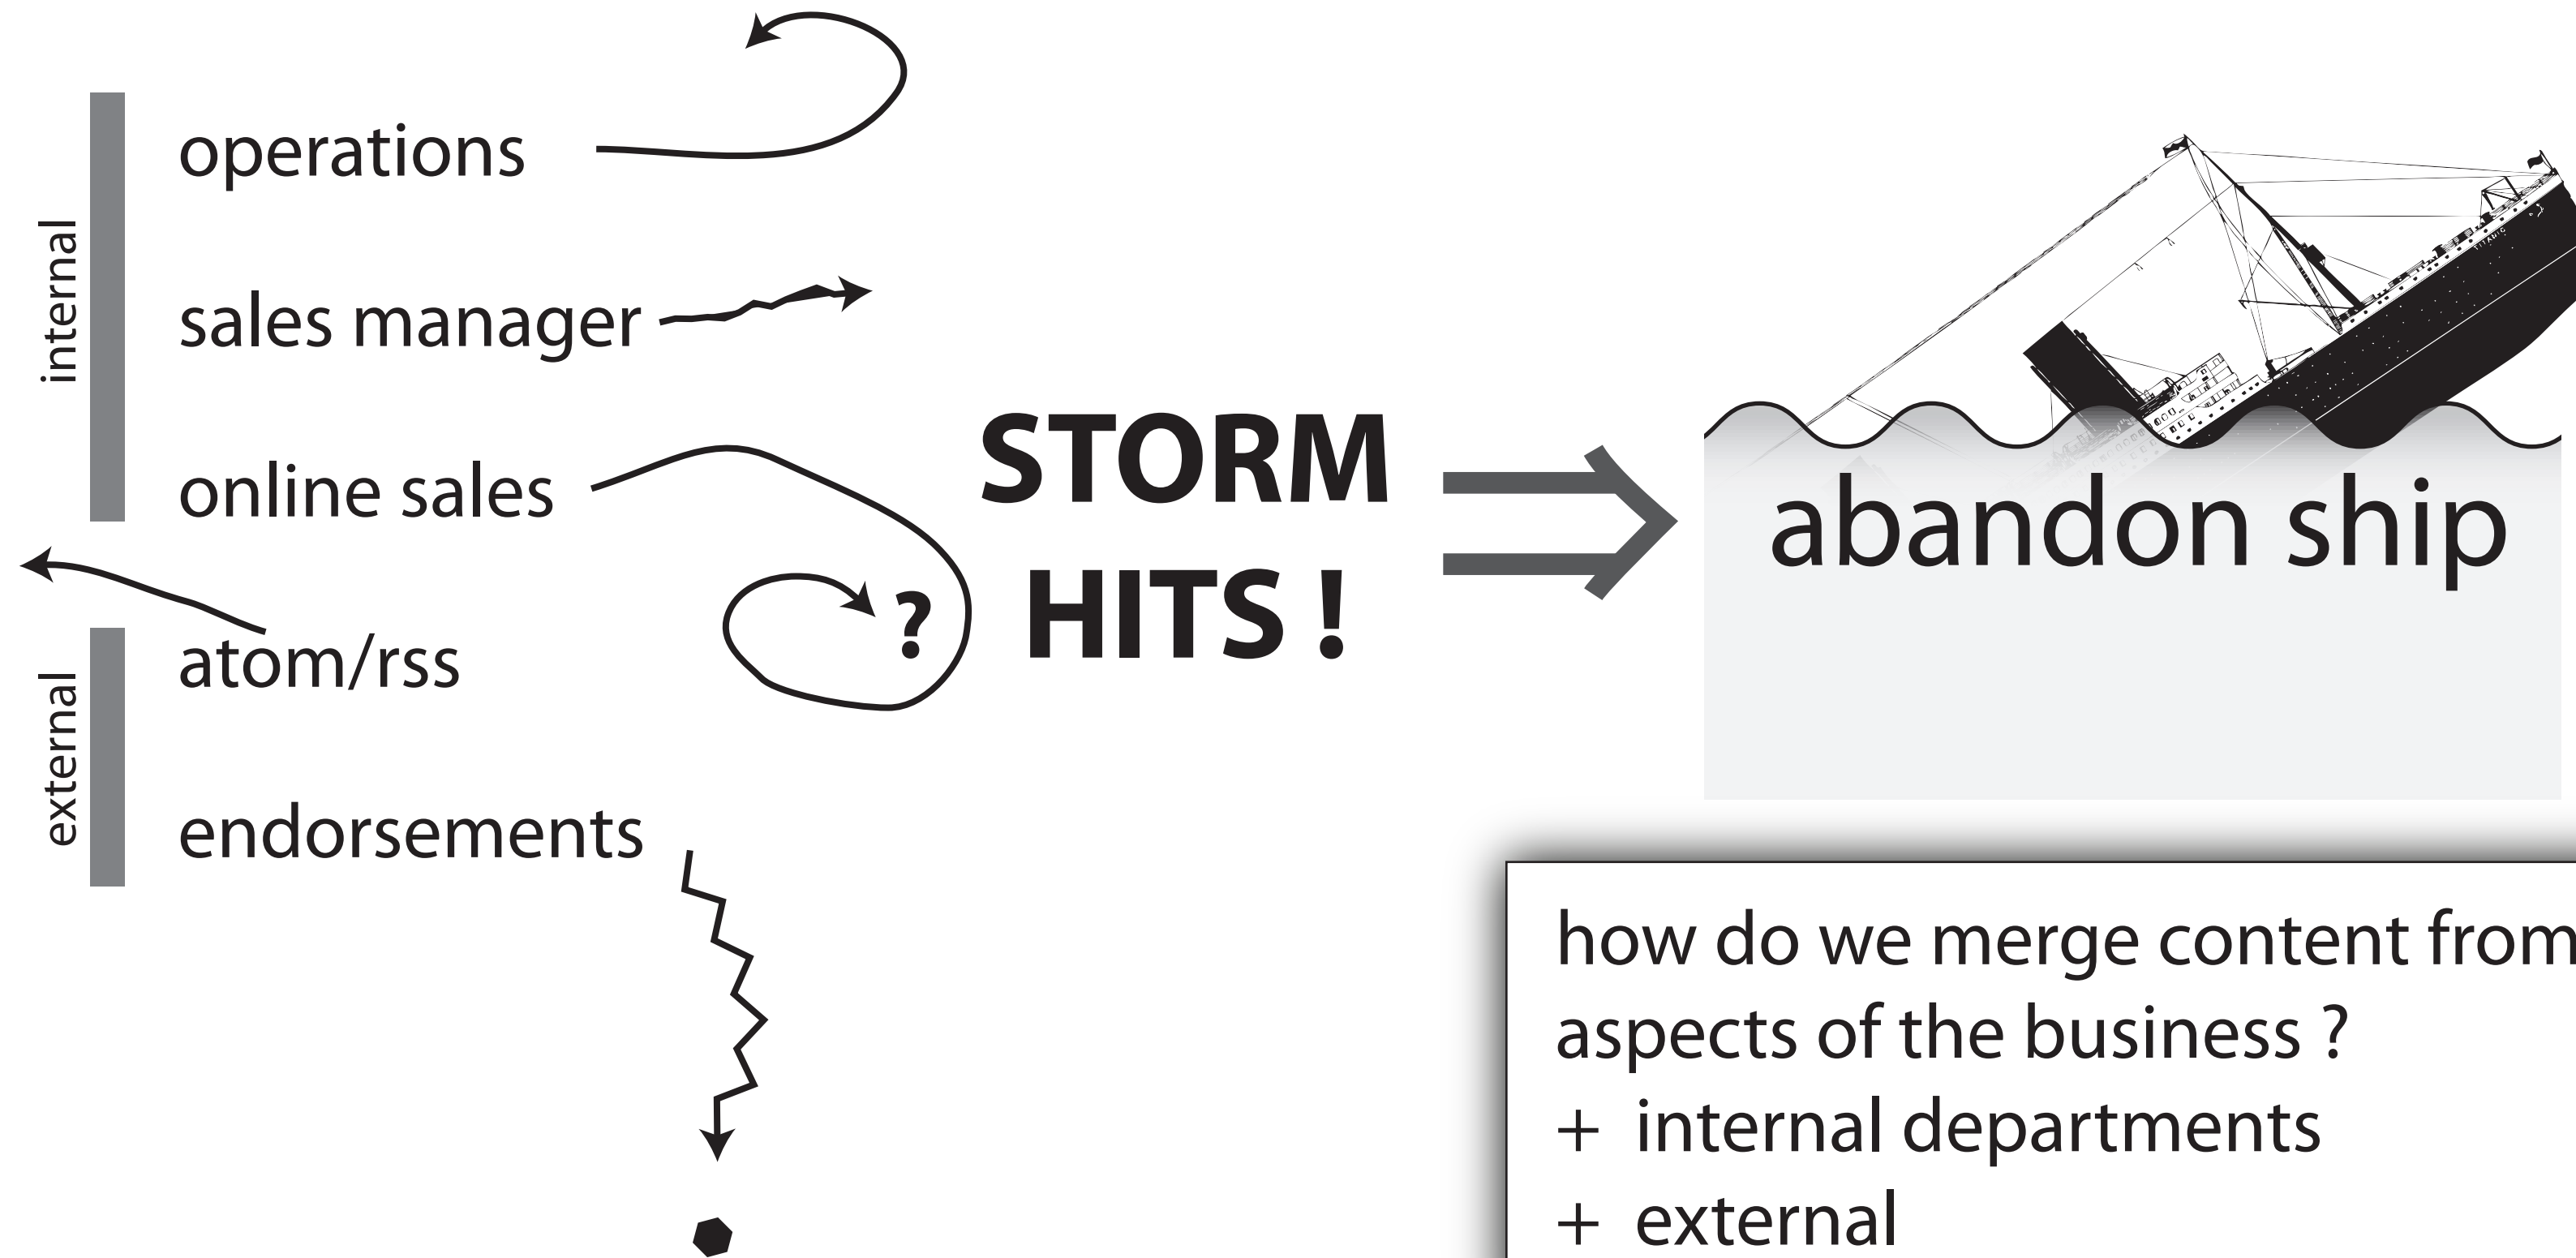 internal
operations
sales manager
online sales
external
atom/rss
endorsements
?
STORM
HITS !
TITANIC
abandon ship
how do we merge content from
aspects of the business ?
+ internal departments
+ external